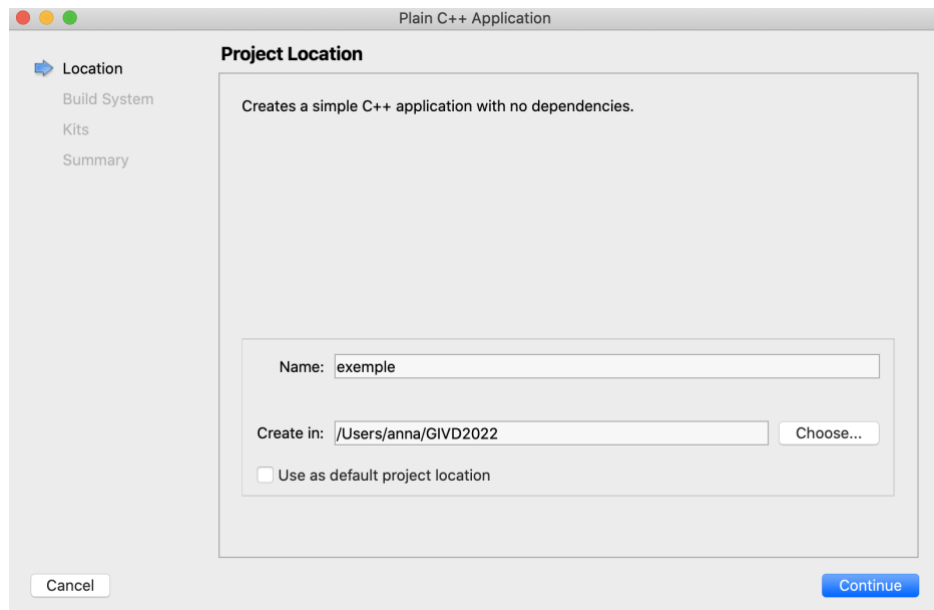 Plain C++ Application
Location
Build System
Kits
Summary
Project Location
Creates a simple C++ application with no dependencies.
Name: exemple
Create in: /Users/anna/GIVD2022 Choose...
Use as default project location
Cancel Continue